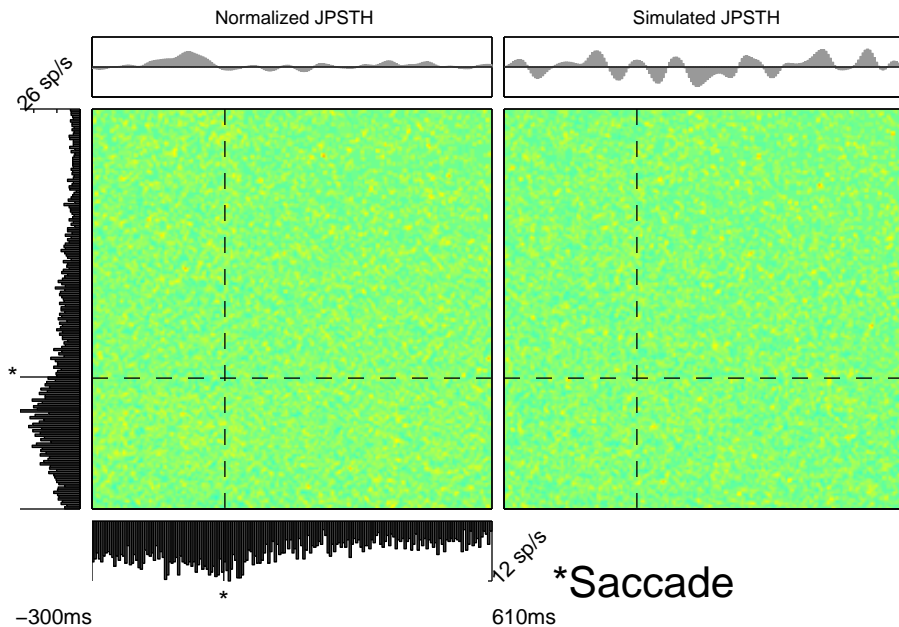 Normalized JPSTH
Simulated JPSTH
26 sp/s
*
12 sp/s
*Saccade
*
−300ms
610ms